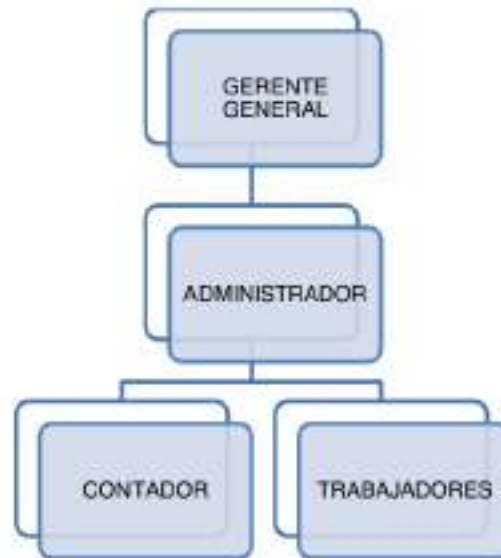 GERENTE
GENERAL
ADMINISTRADOR
CONTADOR
TRABAJADORES